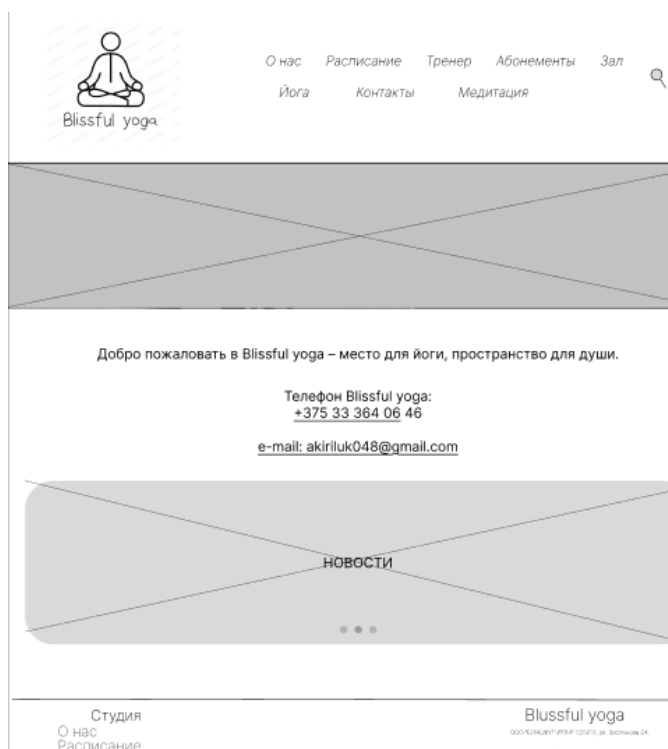 Blissful yoga
О нас Расписание Тренер Абонементы Зал
Йога Контакты Медитация
Добро пожаловать в Blissful yoga – место для йоги, пространство для души.
Телефон Blissful yoga:
+375 33 364 06 46
e-mail: akiriluk048@gmail.com
НОВОСТИ
Студия
О нас
Расписание
Blussful yoga